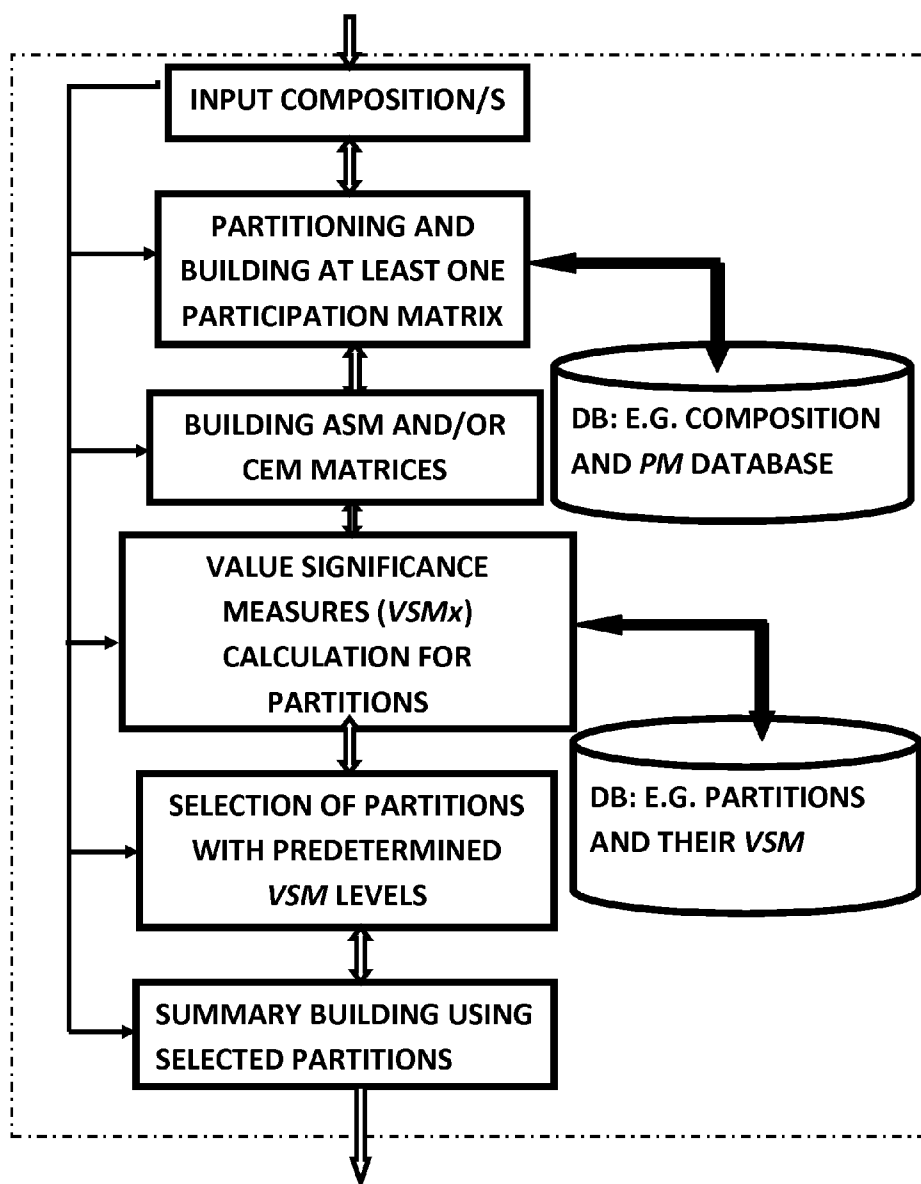 INPUT COMPOSITION/S
PARTITIONING AND
BUILDING AT LEAST ONE
PARTICIPATION MATRIX
DB: E.G. COMPOSITION
AND PM DATABASE
BUILDING ASM AND/OR
CEM MATRICES
VALUE SIGNIFICANCE
MEASURES (VSMx)
CALCULATION FOR
PARTITIONS
DB: E.G. PARTITIONS
AND THEIR VSM
SELECTION OF PARTITIONS
WITH PREDETERMINED
VSM LEVELS
SUMMARY BUILDING USING
SELECTED PARTITIONS